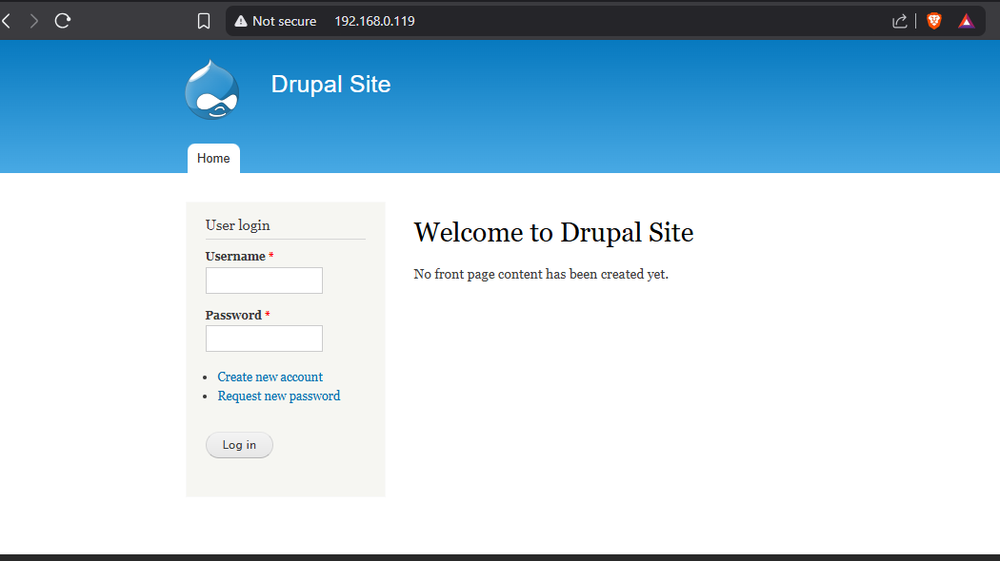 Not secure 192.168.0.119
Drupal Site
Home
User login
Username *
Password *
Create new account
Request new password
Log in
Welcome to Drupal Site
No front page content has been created yet.